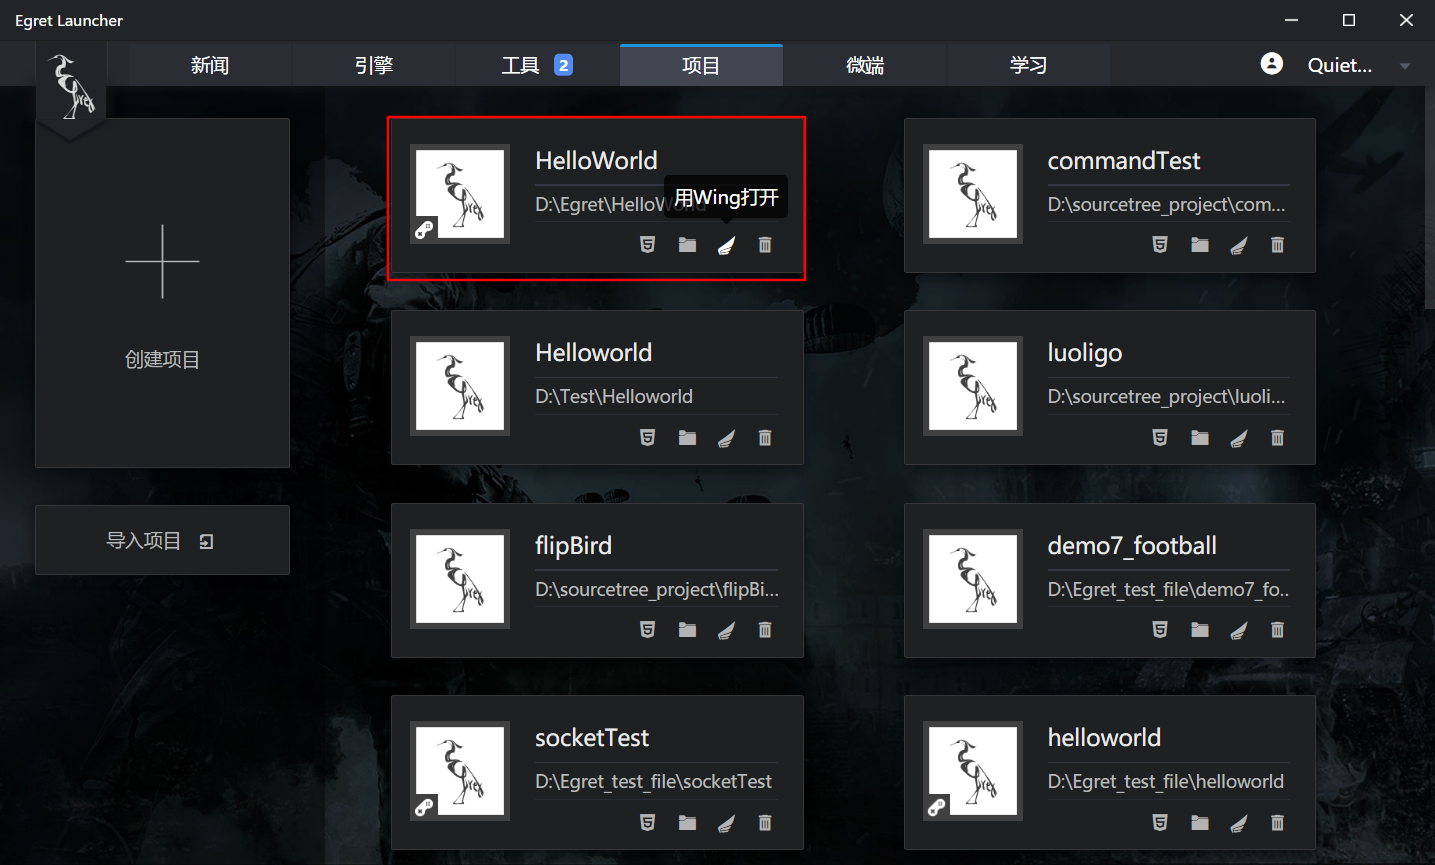 Egret Launcher
新闻
引擎
工具 2
项目
微端
学习
Quiet...
创建项目
导入项目
HelloWorld
D:\Egret\HelloWorld
用Wing打开
commandTest
D:\sourcetree_project\com...
Helloworld
D:\Test\Helloworld
luoligo
D:\sourcetree_project\luoli...
flipBird
D:\sourcetree_project\flipBi...
demo7_football
D:\Egret_test_file\demo7_fo..
socketTest
D:\Egret_test_file\socketTest
helloworld
D:\Egret_test_file\helloworld